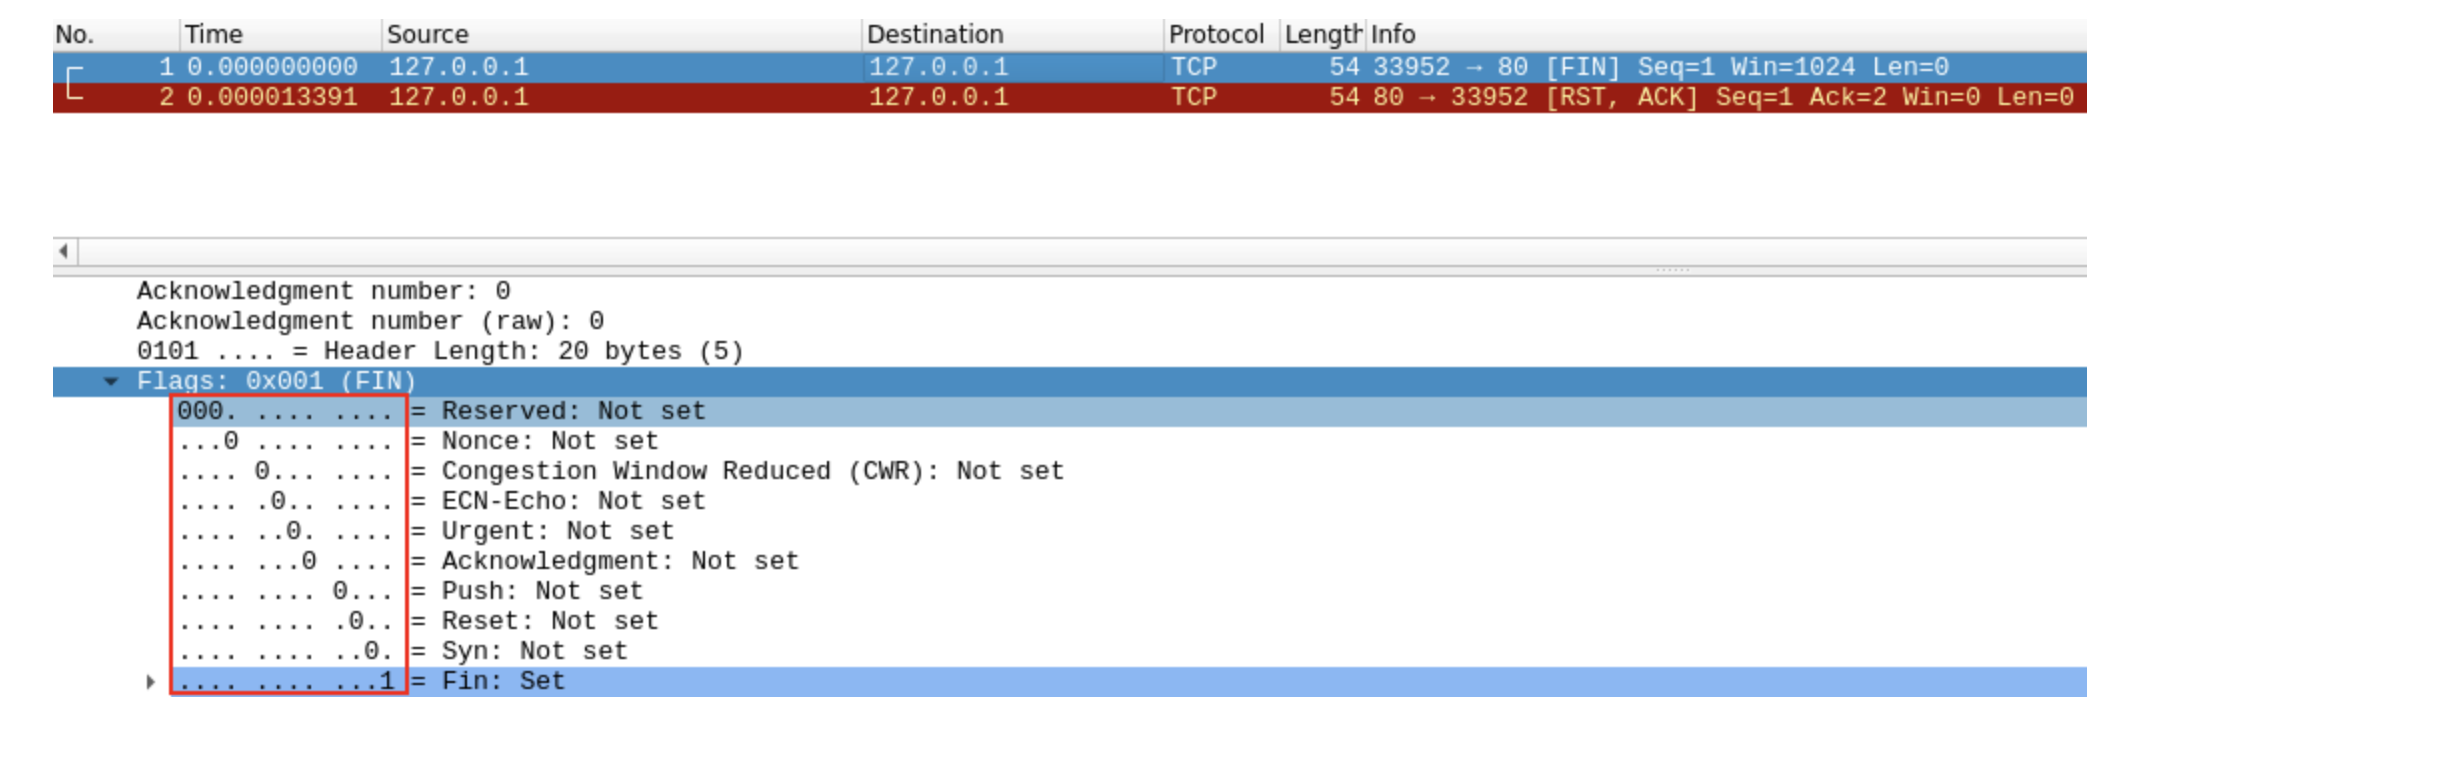 No. Time Source Destination Protocol Length Info
1 0.000000000 127.0.0.1 127.0.0.1 TCP 54 33952 → 80 [FIN] Seq=1 Win=1024 Len=0
2 0.000013391 127.0.0.1 127.0.0.1 TCP 54 80 → 33952 [RST, ACK] Seq=1 Ack=2 Win=0 Len=0
Acknowledgment number: 0
Acknowledgment number (raw): 0
0101 .... = Header Length: 20 bytes (5)
Flags: 0x001 (FIN)
000. .... .... = Reserved: Not set
...0 .... .... = Nonce: Not set
.... 0... .... = Congestion Window Reduced (CWR): Not set
.... .0.. .... = ECN-Echo: Not set
.... ..0. .... = Urgent: Not set
.... ...0 .... = Acknowledgment: Not set
.... .... 0... = Push: Not set
.... .... .0.. = Reset: Not set
.... .... ..0. = Syn: Not set
.... .... ...1 = Fin: Set